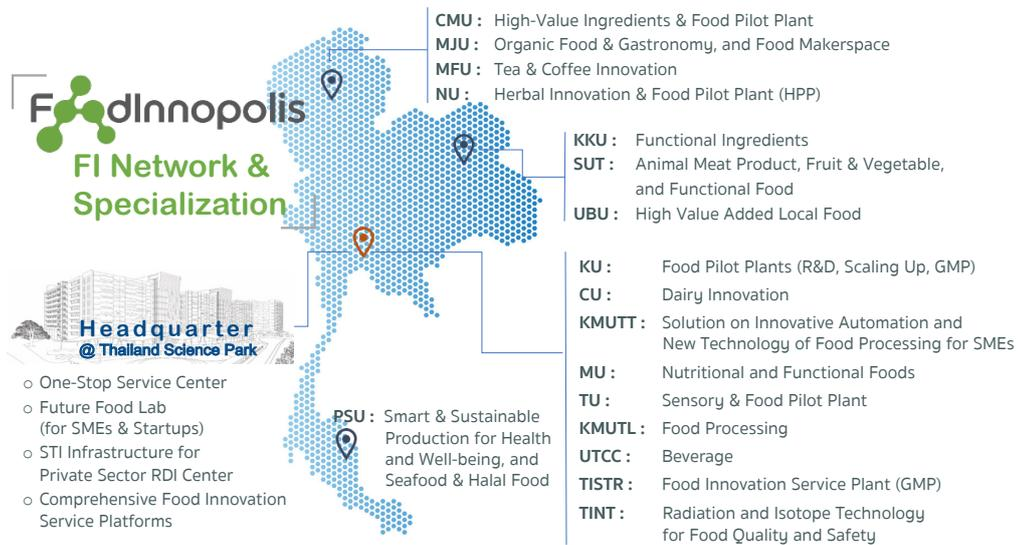 FoodInnopolis
FI Network &
Specialization
CMU : High-Value Ingredients & Food Pilot Plant
MJU : Organic Food & Gastronomy, and Food Makerspace
MFU : Tea & Coffee Innovation
NU : Herbal Innovation & Food Pilot Plant (HPP)
KKU : Functional Ingredients
SUT : Animal Meat Product, Fruit & Vegetable,
and Functional Food
UBU : High Value Added Local Food
KU : Food Pilot Plants (R&D, Scaling Up, GMP)
CU : Dairy Innovation
KMUTT : Solution on Innovative Automation and
New Technology of Food Processing for SMEs
MU : Nutritional and Functional Foods
TU : Sensory & Food Pilot Plant
KMUTL : Food Processing
UTCC : Beverage
TISTR : Food Innovation Service Plant (GMP)
TINT : Radiation and Isotope Technology
for Food Quality and Safety
Headquarter
@ Thailand Science Park
o One-Stop Service Center
o Future Food Lab
(for SMEs & Startups)
o STI Infrastructure for
Private Sector RDI Center
o Comprehensive Food Innovation
Service Platforms
PSU : Smart & Sustainable
Production for Health
and Well-being, and
Seafood & Halal Food